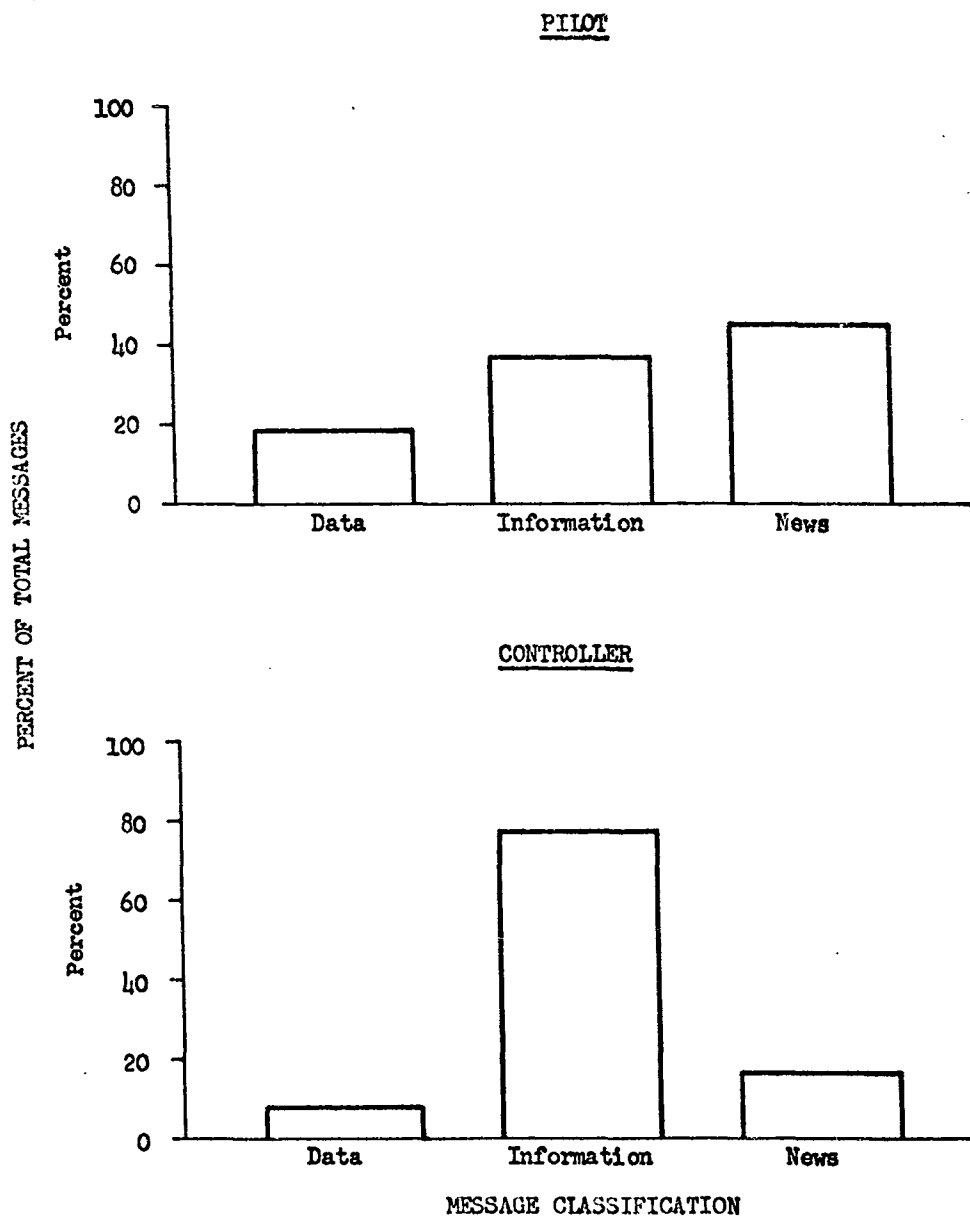 PILOT
100
80
60
40
20
0
Percent
Data Information News
PERCENT OF TOTAL MESSAGES
CONTROLLER
100
80
60
40
20
0
Percent
Data Information News
MESSAGE CLASSIFICATION